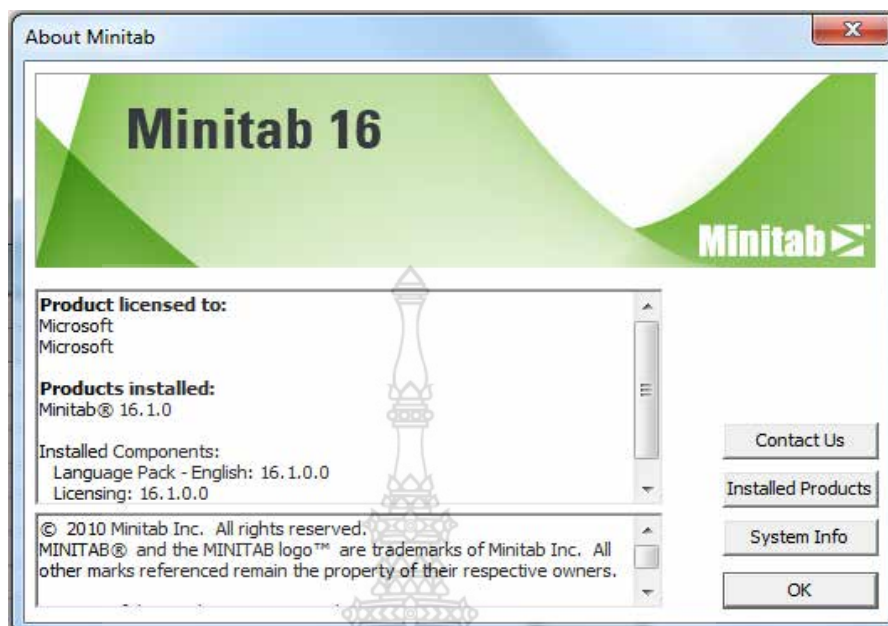 About Minitab
Minitab 16
Minitab
Product licensed to:
Microsoft
Microsoft
Products installed:
Minitab® 16.1.0
Installed Components:
Language Pack - English: 16.1.0.0
Licensing: 16.1.0.0
© 2010 Minitab Inc. All rights reserved.
MINITAB® and the MINITAB logo™ are trademarks of Minitab Inc. All
other marks referenced remain the property of their respective owners.
Contact Us
Installed Products
System Info
OK